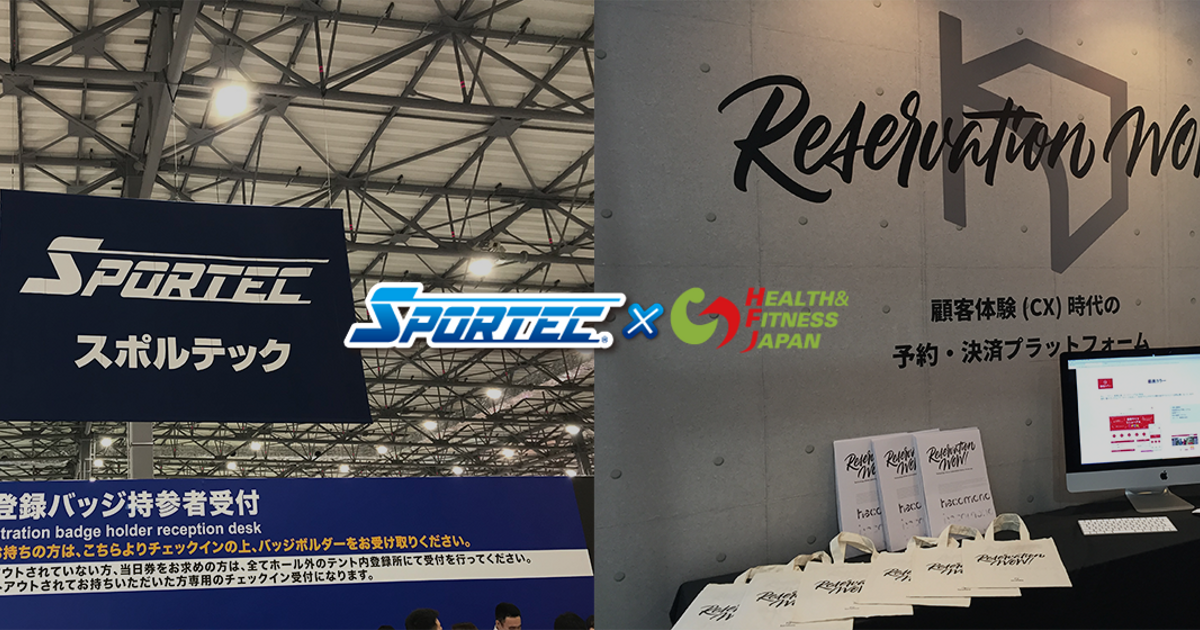 SPORTEC
スポルテック
登録バッジ持参者受付
tration badge holder reception desk
お持ちの方は、こちらよりチェックインの上、バッジホルダーをお受け取りください。
アウトされていない方、当日券をお求めの方は、全てホール外のテント内登録所にて受付を行ってください。
トアウトされてお持ちいただいた方専用のチェックイン受付になります。
SPORTEC® × HEALTH&
FITNESS
JAPAN
Reservation WOW
顧客体験 (CX) 時代の
予約・決済プラットフォーム
Reservation
WOW!
hacomono
Reservation
WOW!